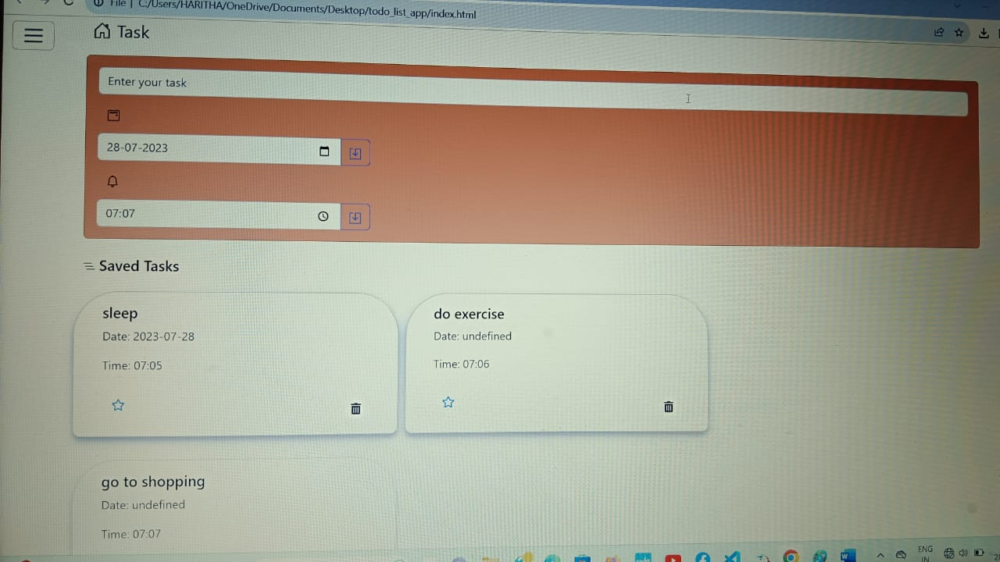 File | C:/Users/HARITHA/OneDrive/Documents/Desktop/todo_list_app/index.html
Task
Enter your task
28-07-2023
07:07
Saved Tasks
sleep
Date: 2023-07-28
Time: 07:05
do exercise
Date: undefined
Time: 07:06
go to shopping
Date: undefined
Time: 07:07
ENG
IN